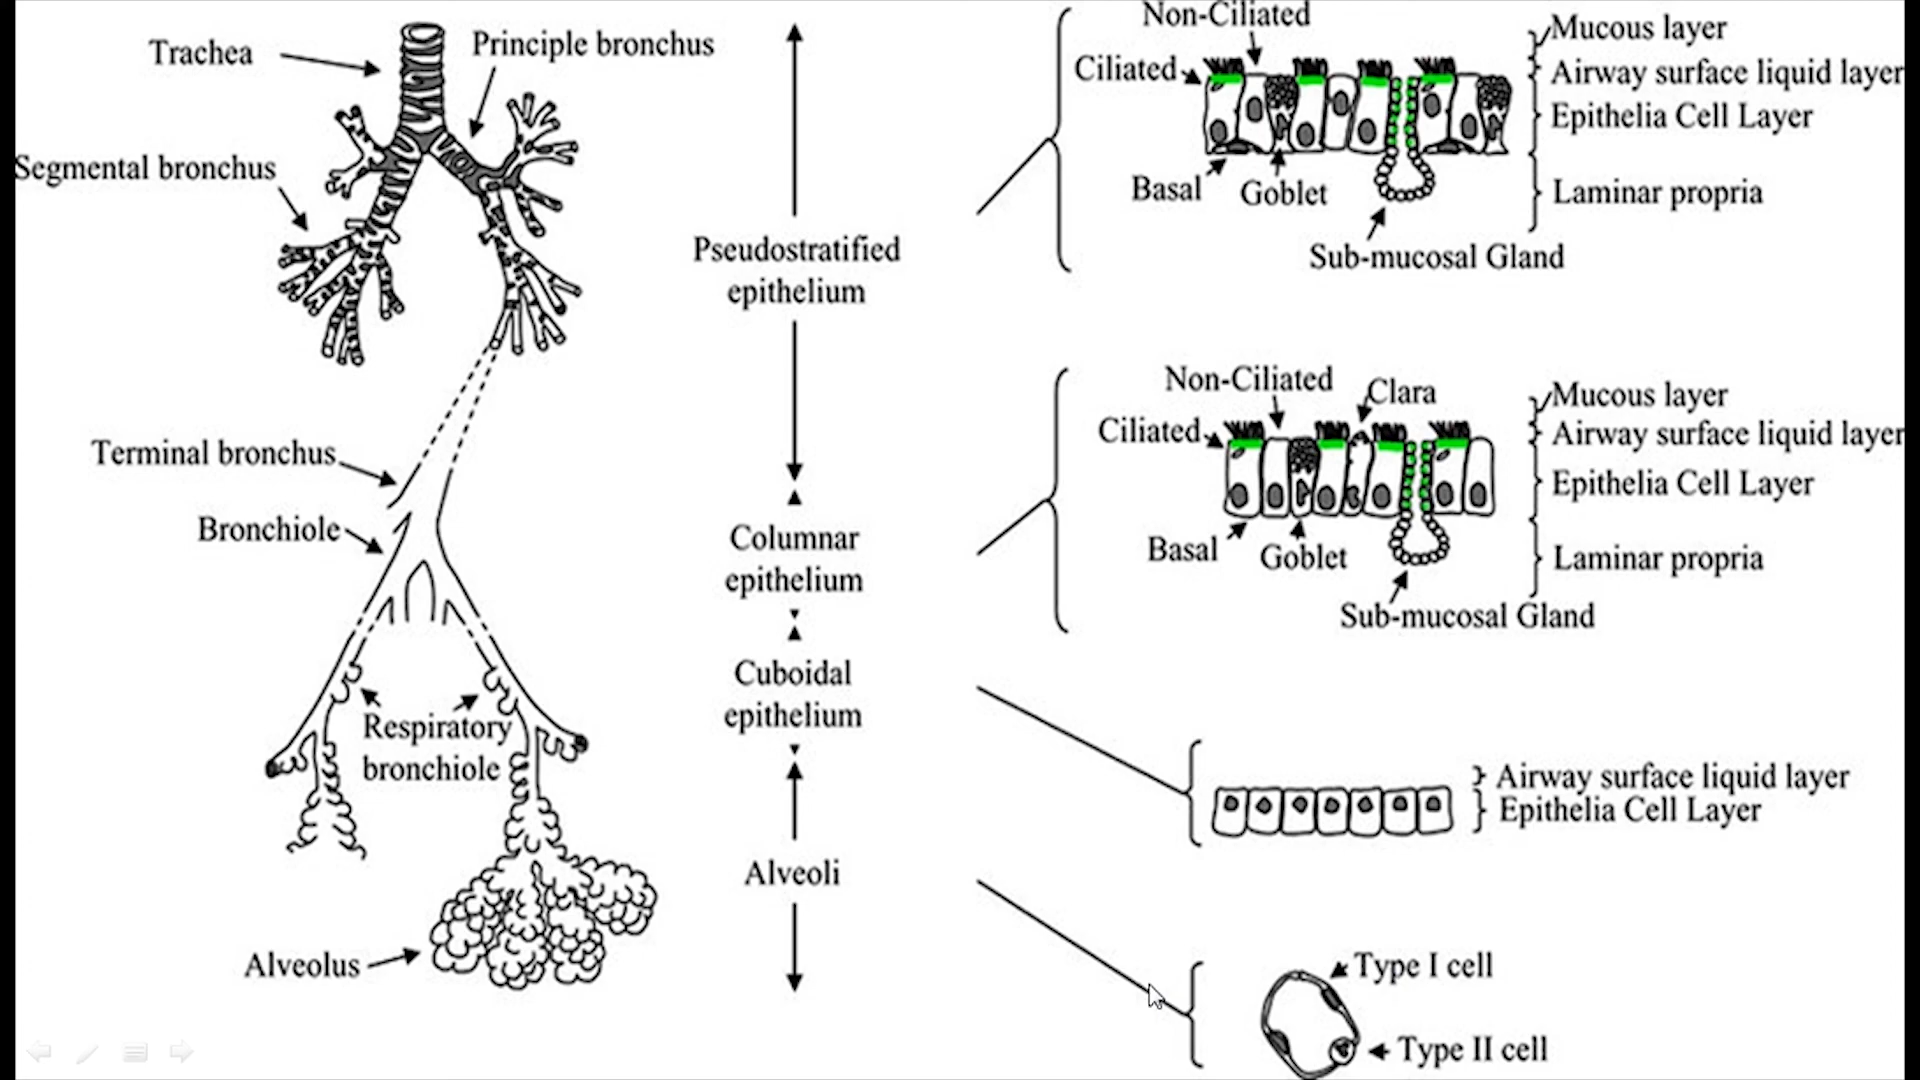 Trachea
Principle bronchus
Segmental bronchus
Terminal bronchus
Bronchiole
Respiratory
bronchiole
Alveolus
Pseudostratified
epithelium
Columnar
epithelium
Cuboidal
epithelium
Alveoli
Non-Ciliated
Ciliated
Basal
Goblet
Sub-mucosal Gland
Mucous layer
Airway surface liquid layer
Epithelia Cell Layer
Laminar propria
Non-Ciliated
Clara
Ciliated
Basal
Goblet
Sub-mucosal Gland
Mucous layer
Airway surface liquid layer
Epithelia Cell Layer
Laminar propria
Airway surface liquid layer
Epithelia Cell Layer
Type I cell
Type II cell